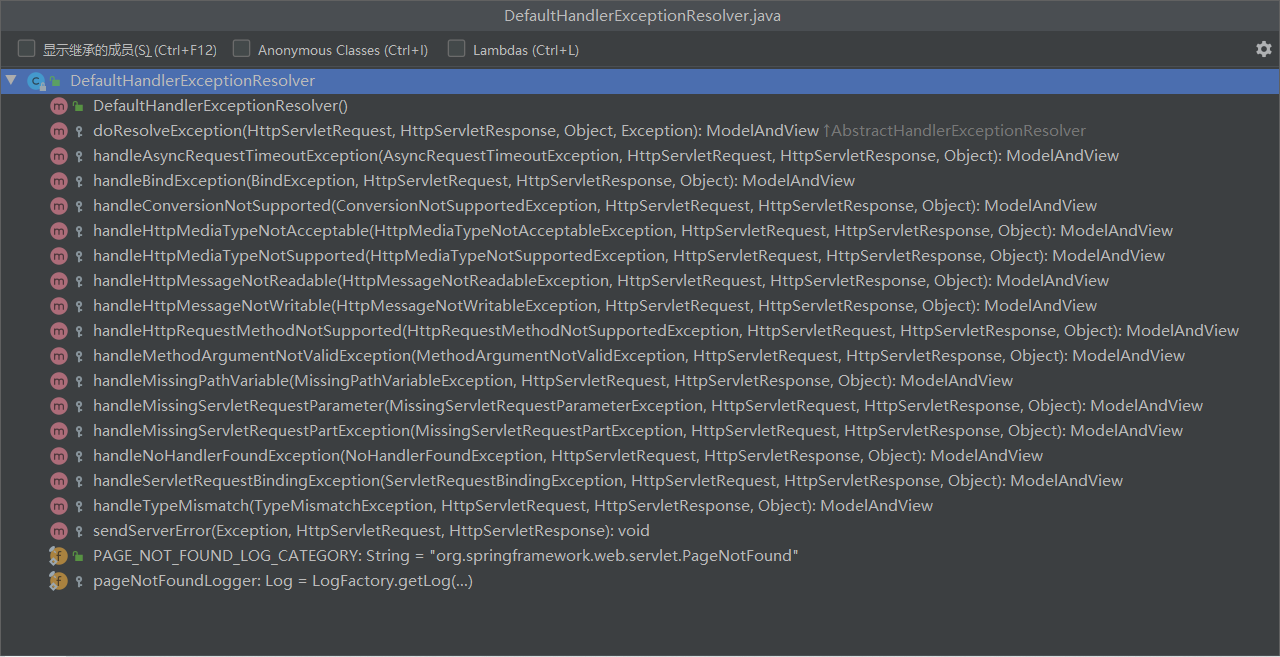 DefaultHandlerExceptionResolver.java
显示继承的成员(S) (Ctrl+F12) Anonymous Classes (Ctrl+I) Lambdas (Ctrl+L)
DefaultHandlerExceptionResolver
DefaultHandlerExceptionResolver()
doResolveException(HttpServletRequest, HttpServletResponse, Object, Exception): ModelAndView ↑AbstractHandlerExceptionResolver
handleAsyncRequestTimeoutException(AsyncRequestTimeoutException, HttpServletRequest, HttpServletResponse, Object): ModelAndView
handleBindException(BindException, HttpServletRequest, HttpServletResponse, Object): ModelAndView
handleConversionNotSupported(ConversionNotSupportedException, HttpServletRequest, HttpServletResponse, Object): ModelAndView
handleHttpMediaTypeNotAcceptable(HttpMediaTypeNotAcceptableException, HttpServletRequest, HttpServletResponse, Object): ModelAndView
handleHttpMediaTypeNotSupported(HttpMediaTypeNotSupportedException, HttpServletRequest, HttpServletResponse, Object): ModelAndView
handleHttpMessageNotReadable(HttpMessageNotReadableException, HttpServletRequest, HttpServletResponse, Object): ModelAndView
handleHttpMessageNotWritable(HttpMessageNotWritableException, HttpServletRequest, HttpServletResponse, Object): ModelAndView
handleHttpRequestMethodNotSupported(HttpRequestMethodNotSupportedException, HttpServletRequest, HttpServletResponse, Object): ModelAndView
handleMethodArgumentNotValidException(MethodArgumentNotValidException, HttpServletRequest, HttpServletResponse, Object): ModelAndView
handleMissingPathVariable(MissingPathVariableException, HttpServletRequest, HttpServletResponse, Object): ModelAndView
handleMissingServletRequestParameter(MissingServletRequestParameterException, HttpServletRequest, HttpServletResponse, Object): ModelAndView
handleMissingServletRequestPartException(MissingServletRequestPartException, HttpServletRequest, HttpServletResponse, Object): ModelAndView
handleNoHandlerFoundException(NoHandlerFoundException, HttpServletRequest, HttpServletResponse, Object): ModelAndView
handleServletRequestBindingException(ServletRequestBindingException, HttpServletRequest, HttpServletResponse, Object): ModelAndView
handleTypeMismatch(TypeMismatchException, HttpServletRequest, HttpServletResponse, Object): ModelAndView
sendServerError(Exception, HttpServletRequest, HttpServletResponse): void
PAGE_NOT_FOUND_LOG_CATEGORY: String = "org.springframework.web.servlet.PageNotFound"
pageNotFoundLogger: Log = LogFactory.getLog(...)